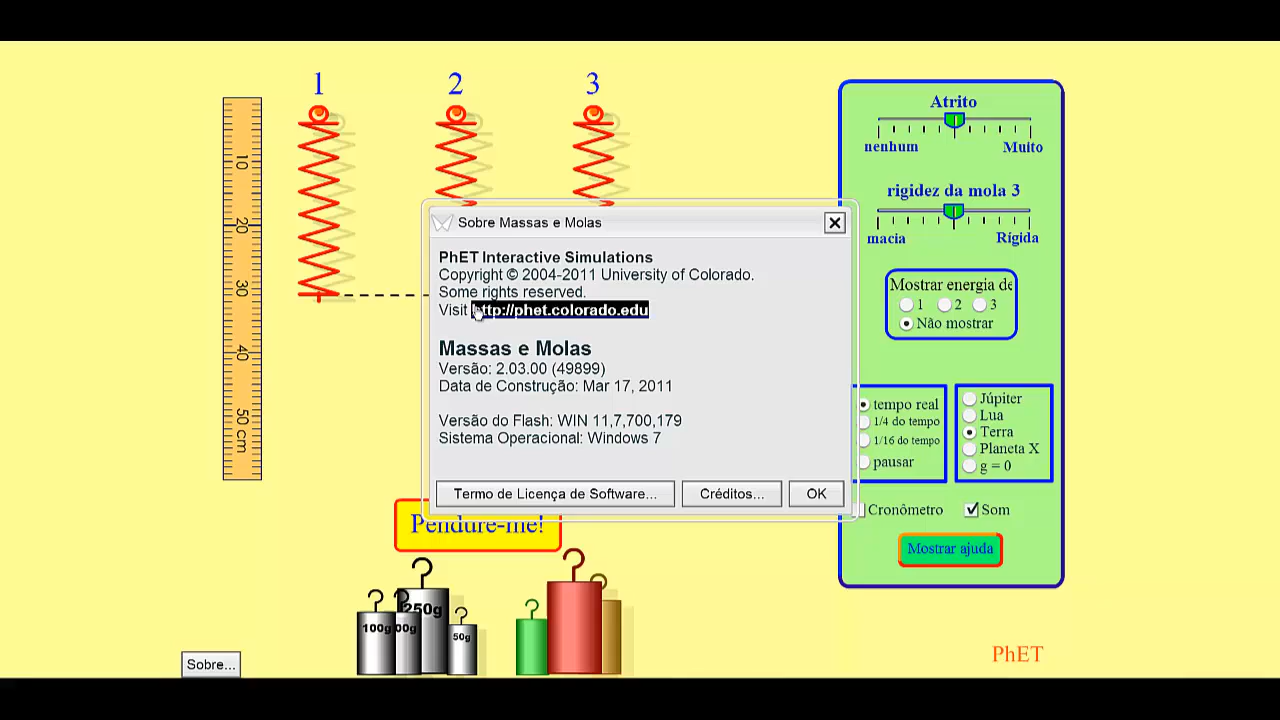 1
2
3
10
20
30
40
50 cm
Atrito
nenhum
Muito
rigidez da mola 3
macia
Rígida
Mostrar energia de
1
2
3
Não mostrar
Sobre Massas e Molas
PhET Interactive Simulations
Copyright © 2004-2011 University of Colorado.
Some rights reserved.
Visit http://phet.colorado.edu
Massas e Molas
Versão: 2.03.00 (49899)
Data de Construção: Mar 17, 2011
Versão do Flash: WIN 11,7,700,179
Sistema Operacional: Windows 7
Termo de Licença de Software...
Créditos...
OK
tempo real
1/4 do tempo
1/16 do tempo
pausar
Júpiter
Lua
Terra
Planeta X
g = 0
Cronômetro
Som
Mostrar ajuda
Pendure-me!
100g
00g
250g
50g
Sobre...
PhET